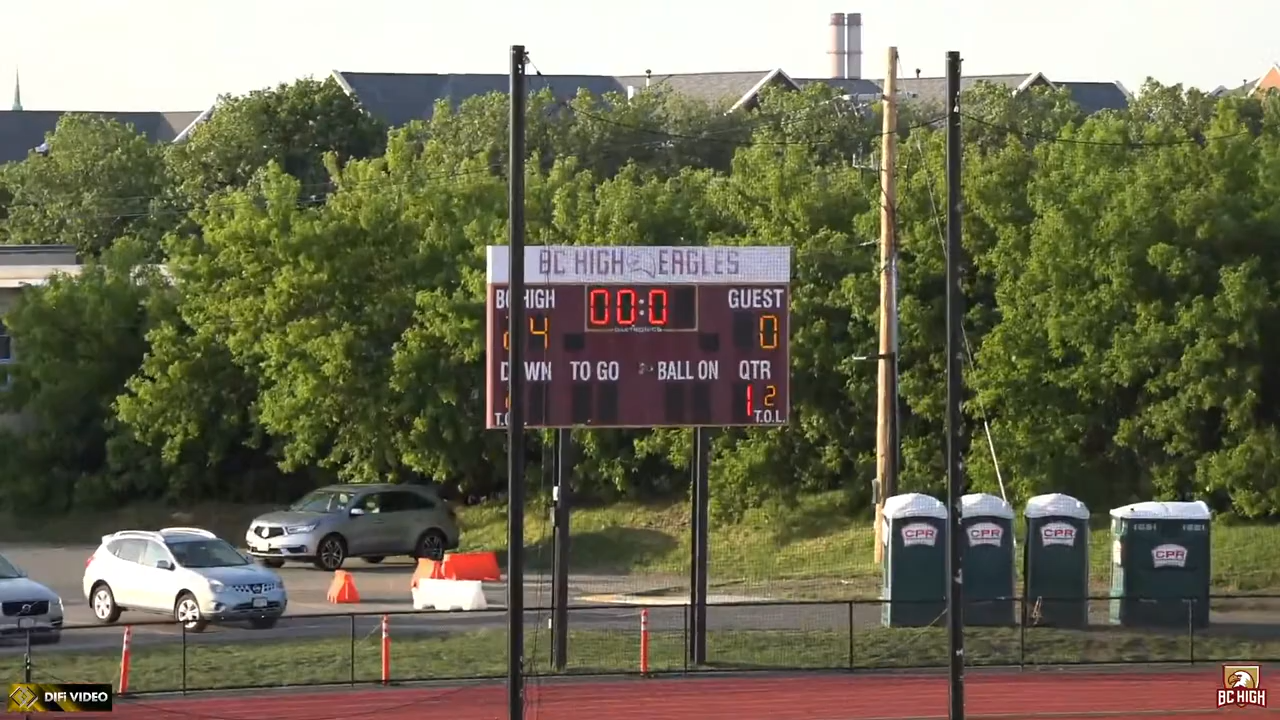 BC HIGH EAGLES
BC HIGH 00:0 GUEST
4 0
TO GO BALL ON QTR
1 2
T.O.L.
CPR CPR CPR CPR
DIFI VIDEO
BC HIGH